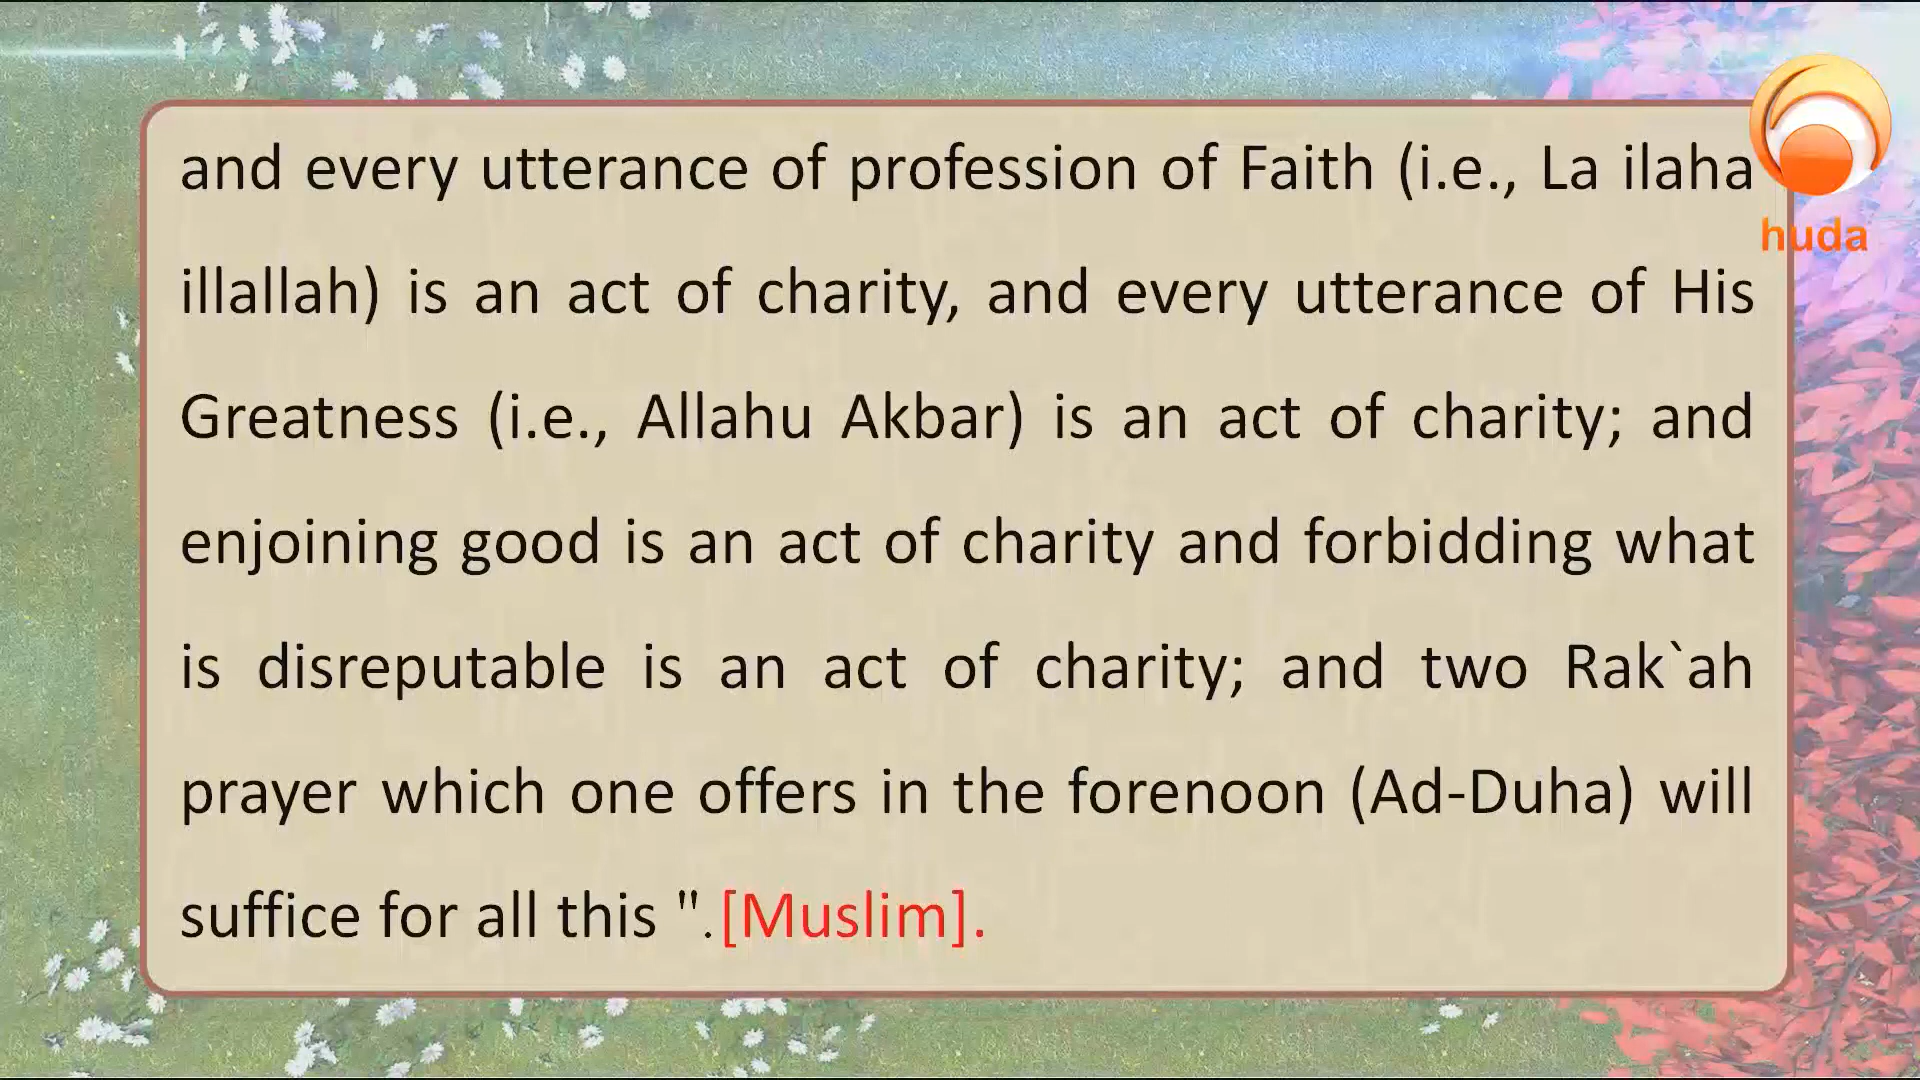 and every utterance of profession of Faith (i.e., La ilaha
illallah) is an act of charity, and every utterance of His
Greatness (i.e., Allahu Akbar) is an act of charity; and
enjoining good is an act of charity and forbidding what
is disreputable is an act of charity; and two Rak`ah
prayer which one offers in the forenoon (Ad-Duha) will
suffice for all this ".[Muslim].
huda